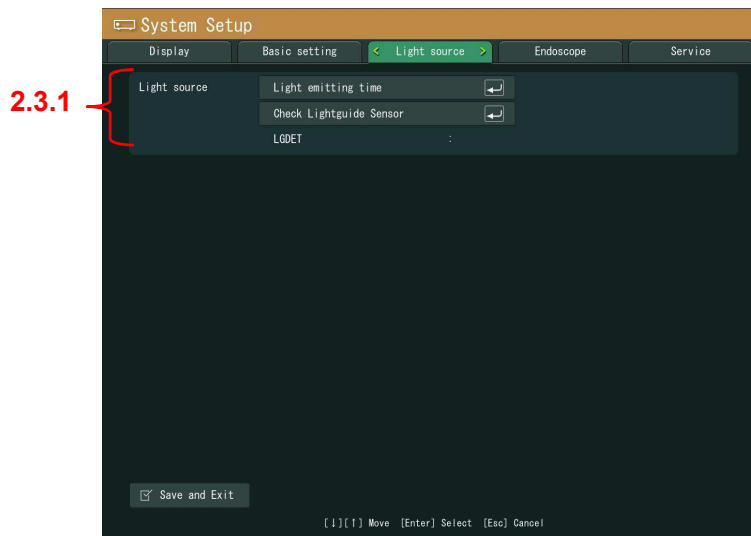 System Setup
Display Basic setting < Light source > Endoscope Service
2.3.1
Light source Light emitting time
Check Lightguide Sensor
LGDET :
Save and Exit
[↓][↑] Move [Enter] Select [Esc] Cancel